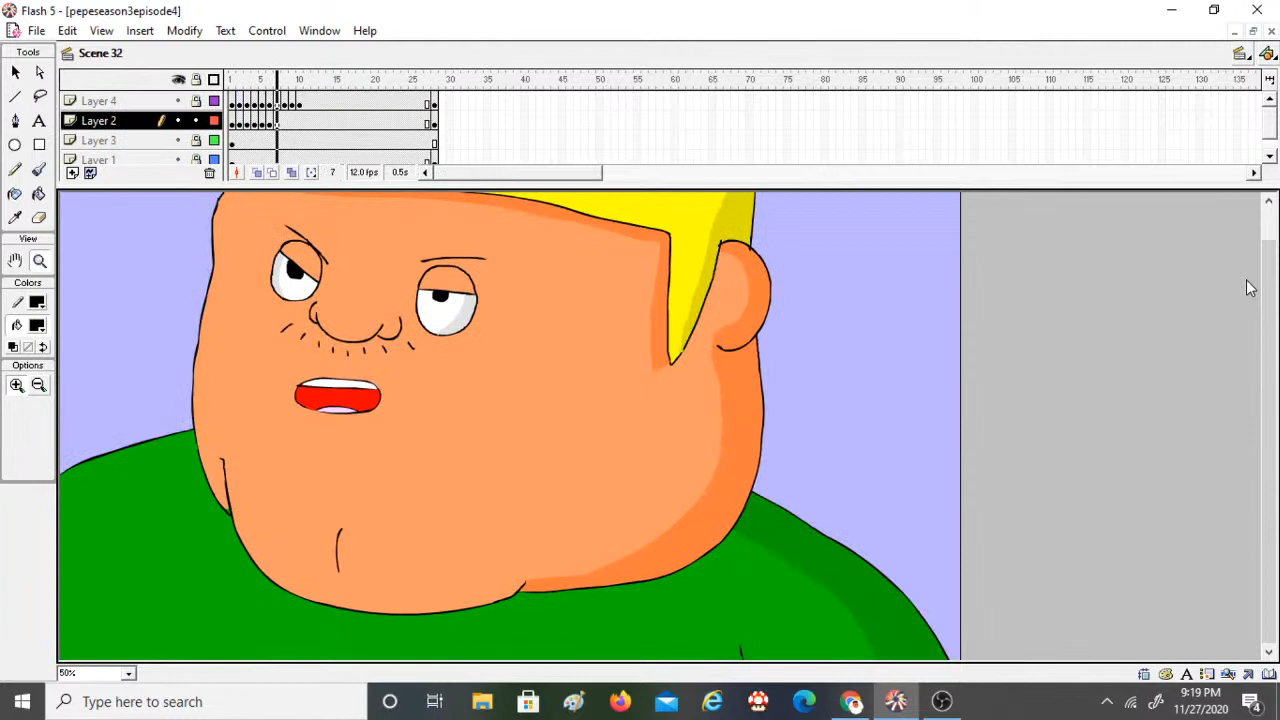 Flash 5 - [pepeseason3episode4]
File Edit View Insert Modify Text Control Window Help
Tools
Scene 32
1 5 10 15 20 25 30 35 40 45 50 55 60 65 70 75 80 85 90 95 100 105 110 115 120 125 130 135
Layer 4
Layer 2
Layer 3
Layer 1
7 12.0 fps 0.5s
View
Colors
Options
50%
Type here to search
9:19 PM
11/27/2020
4